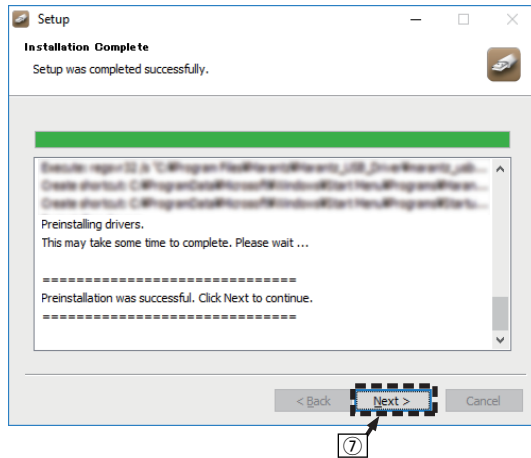 Setup
Installation Complete
Setup was completed successfully.
Preinstalling drivers.
This may take some time to complete. Please wait ...
==============================
Preinstallation was successful. Click Next to continue.
==============================
< Back Next > Cancel
⑦